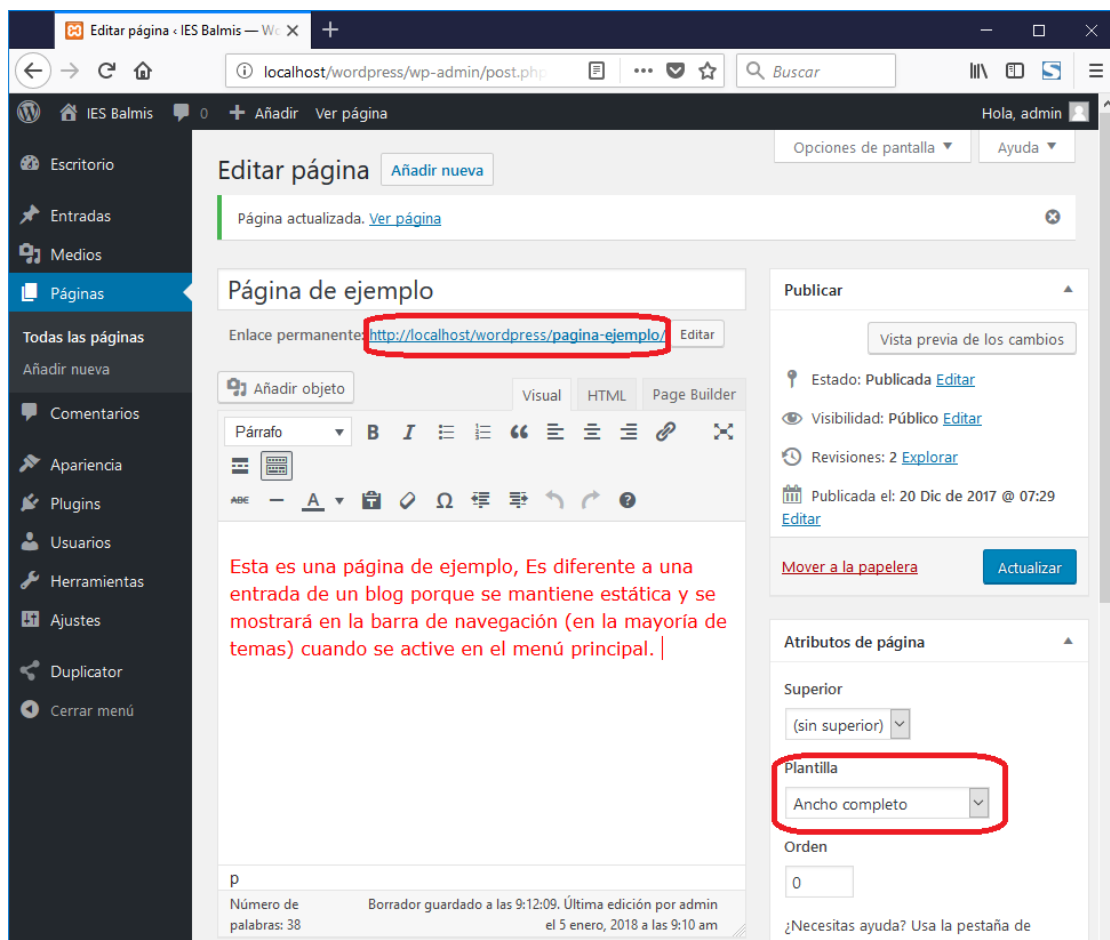 Editar página ‹ IES Balmis — Wo
localhost/wordpress/wp-admin/post.php
Buscar
IES Balmis 0 Añadir Ver página Hola, admin
Opciones de pantalla Ayuda
Escritorio
Entradas
Medios
Páginas
Todas las páginas
Añadir nueva
Comentarios
Apariencia
Plugins
Usuarios
Herramientas
Ajustes
Duplicator
Cerrar menú
Editar página Añadir nueva
Página actualizada. Ver página
Página de ejemplo
Enlace permanente: http://localhost/wordpress/pagina-ejemplo/ Editar
Añadir objeto
Visual HTML Page Builder
Párrafo B I
ABE A Ω
Esta es una página de ejemplo, Es diferente a una
entrada de un blog porque se mantiene estática y se
mostrará en la barra de navegación (en la mayoría de
temas) cuando se active en el menú principal.
p
Número de
palabras: 38
Borrador guardado a las 9:12:09. Última edición por admin
el 5 enero, 2018 a las 9:10 am
Publicar
Vista previa de los cambios
Estado: Publicada Editar
Visibilidad: Público Editar
Revisiones: 2 Explorar
Publicada el: 20 Dic de 2017 @ 07:29
Editar
Mover a la papelera Actualizar
Atributos de página
Superior
(sin superior)
Plantilla
Ancho completo
Orden
0
¿Necesitas ayuda? Usa la pestaña de